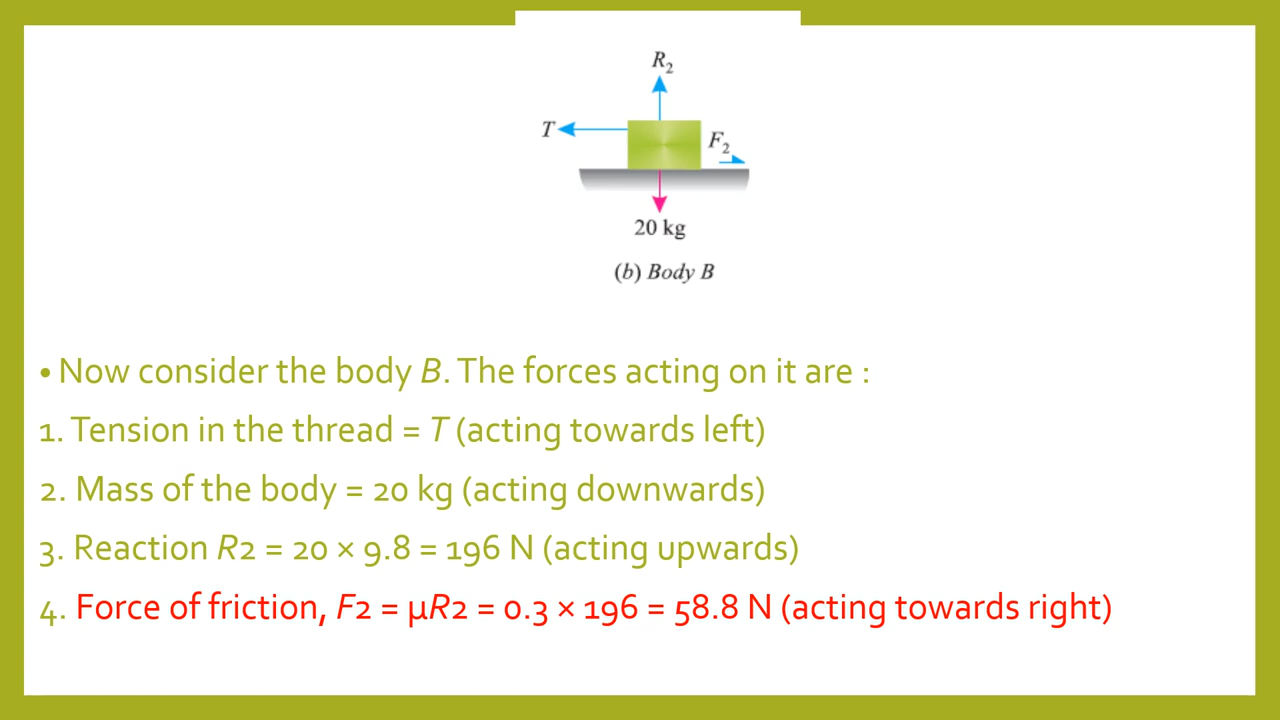 R2
T
F2
20 kg
(b) Body B
• Now consider the body B. The forces acting on it are :
1. Tension in the thread = T (acting towards left)
2. Mass of the body = 20 kg (acting downwards)
3. Reaction R2 = 20 × 9.8 = 196 N (acting upwards)
4. Force of friction, F2 = μR2 = 0.3 × 196 = 58.8 N (acting towards right)